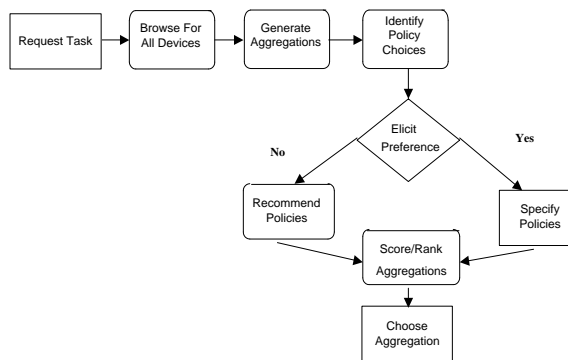 Request Task
Browse For
All Devices
Generate
Aggregations
Identify
Policy
Choices
Elicit
Preference
No
Yes
Recommend
Policies
Specify
Policies
Score/Rank
Aggregations
Choose
Aggregation